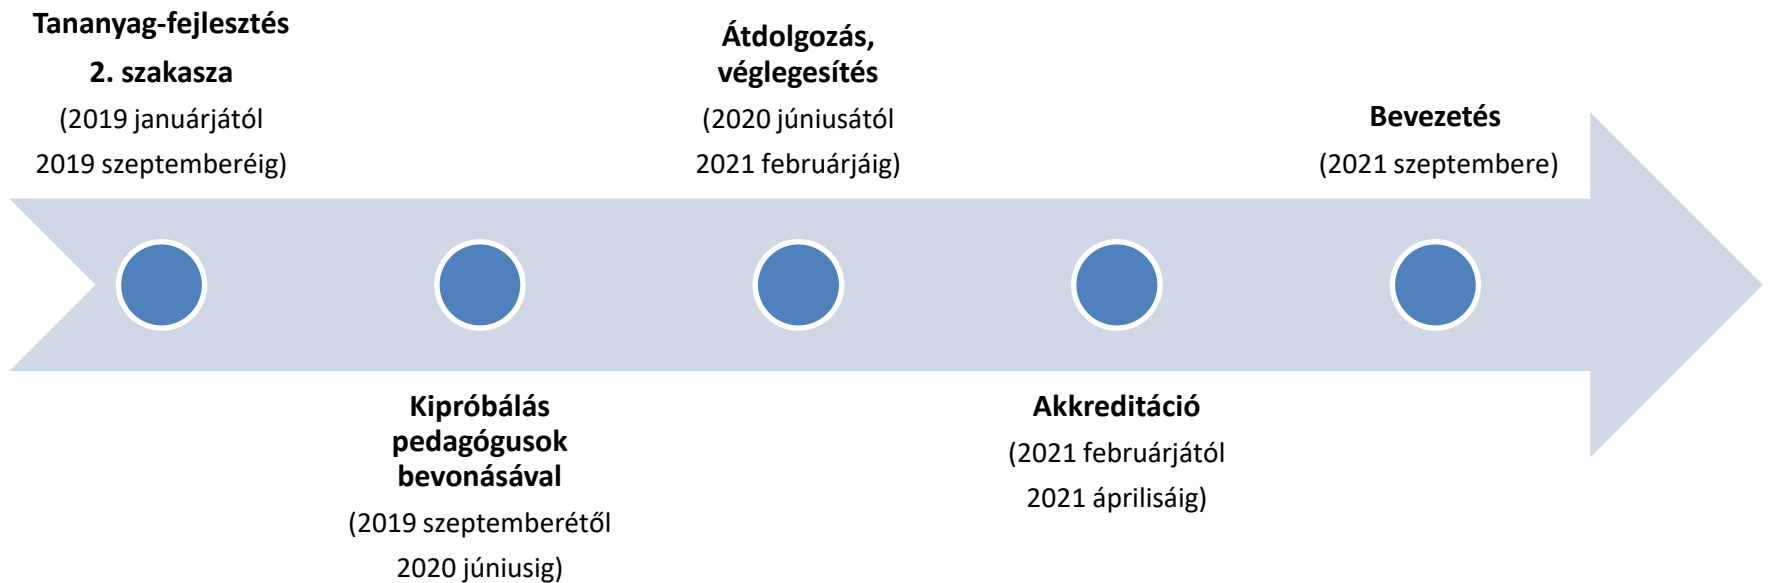 Tananyag-fejlesztés
2. szakasza
(2019 januárjától
2019 szeptemberéig)
Kipróbálás
pedagógusok
bevonásával
(2019 szeptemberétől
2020 júniusig)
Átdolgozás,
véglegesítés
(2020 júniusától
2021 februárjáig)
Akkreditáció
(2021 februárjától
2021 áprilisáig)
Bevezetés
(2021 szeptembere)